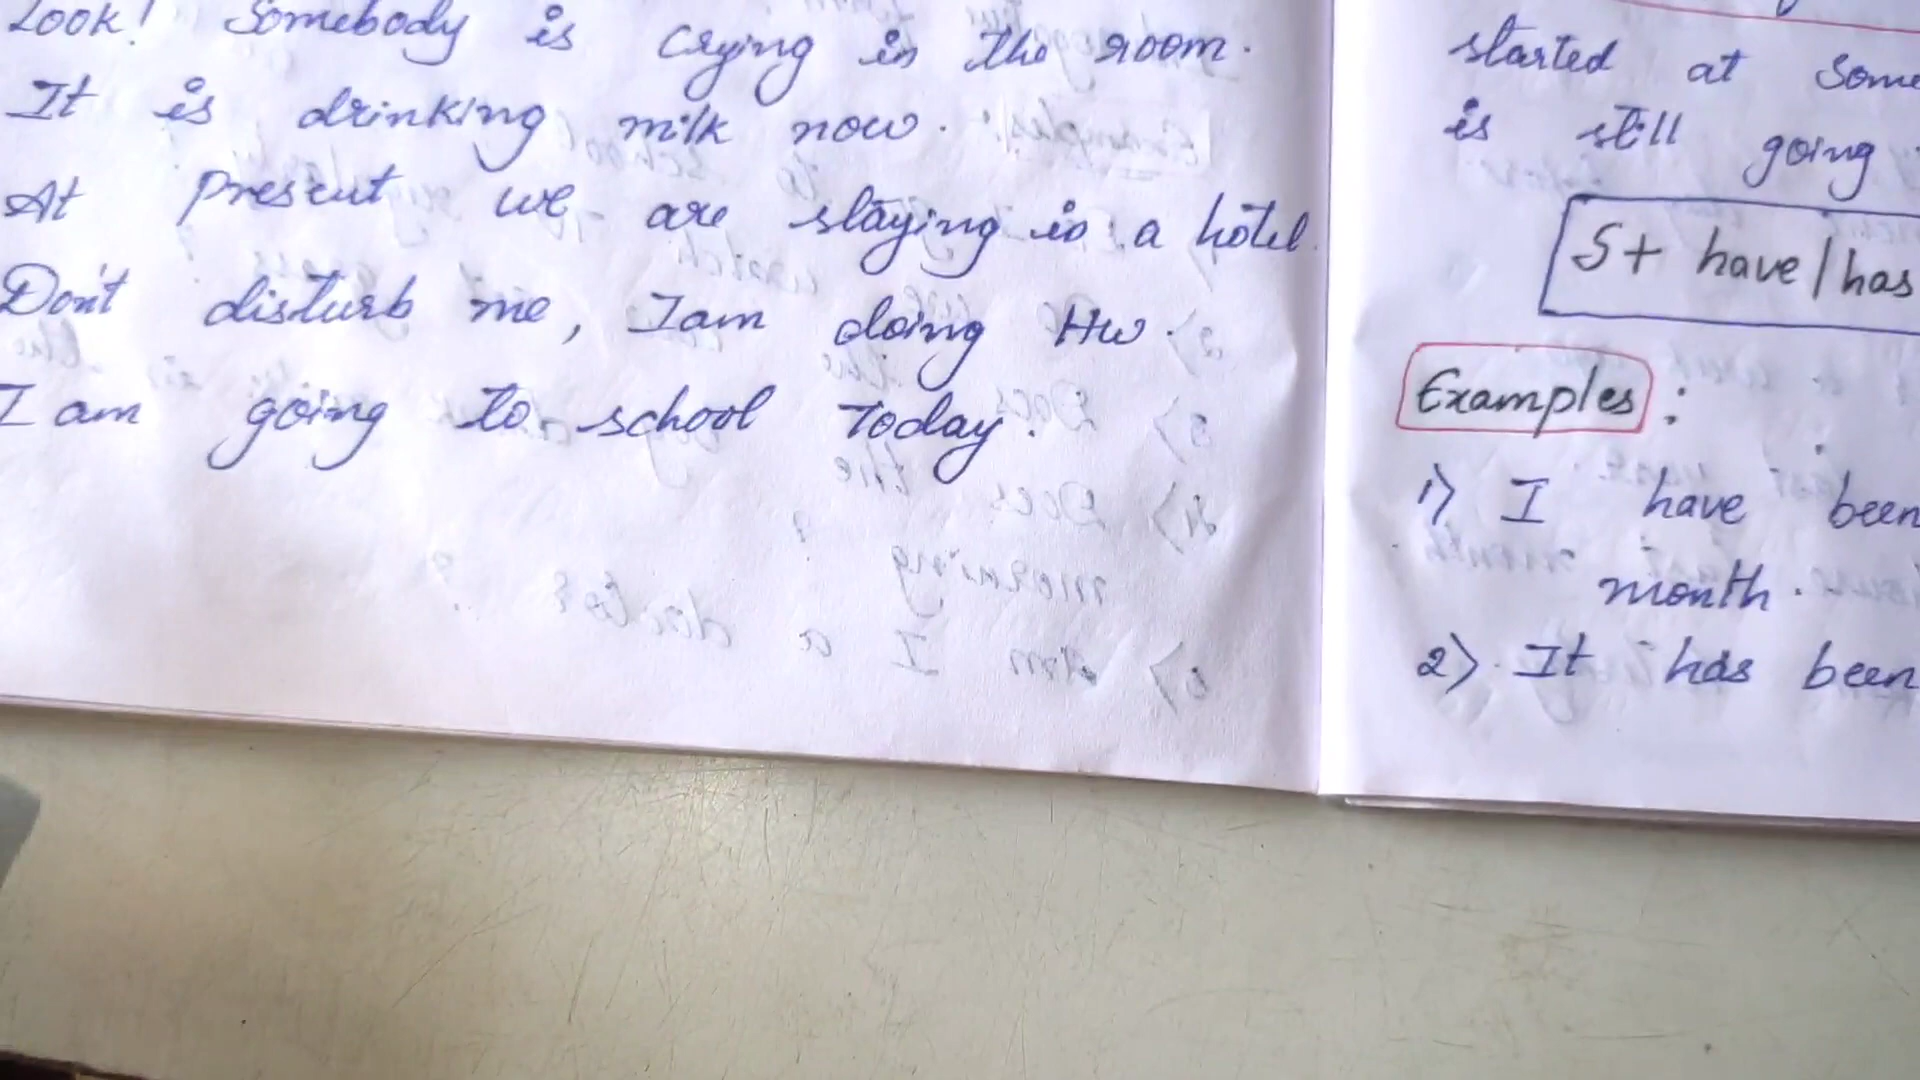 Look! Somebody is crying in the room.
It is drinking milk now.
At present we are staying in a hotel.
Don't disturb me, I am doing Hw.
I am going to school Today.
started at some
is still going
S+ have/has
Examples:
1) I have been
month.
2) It has been